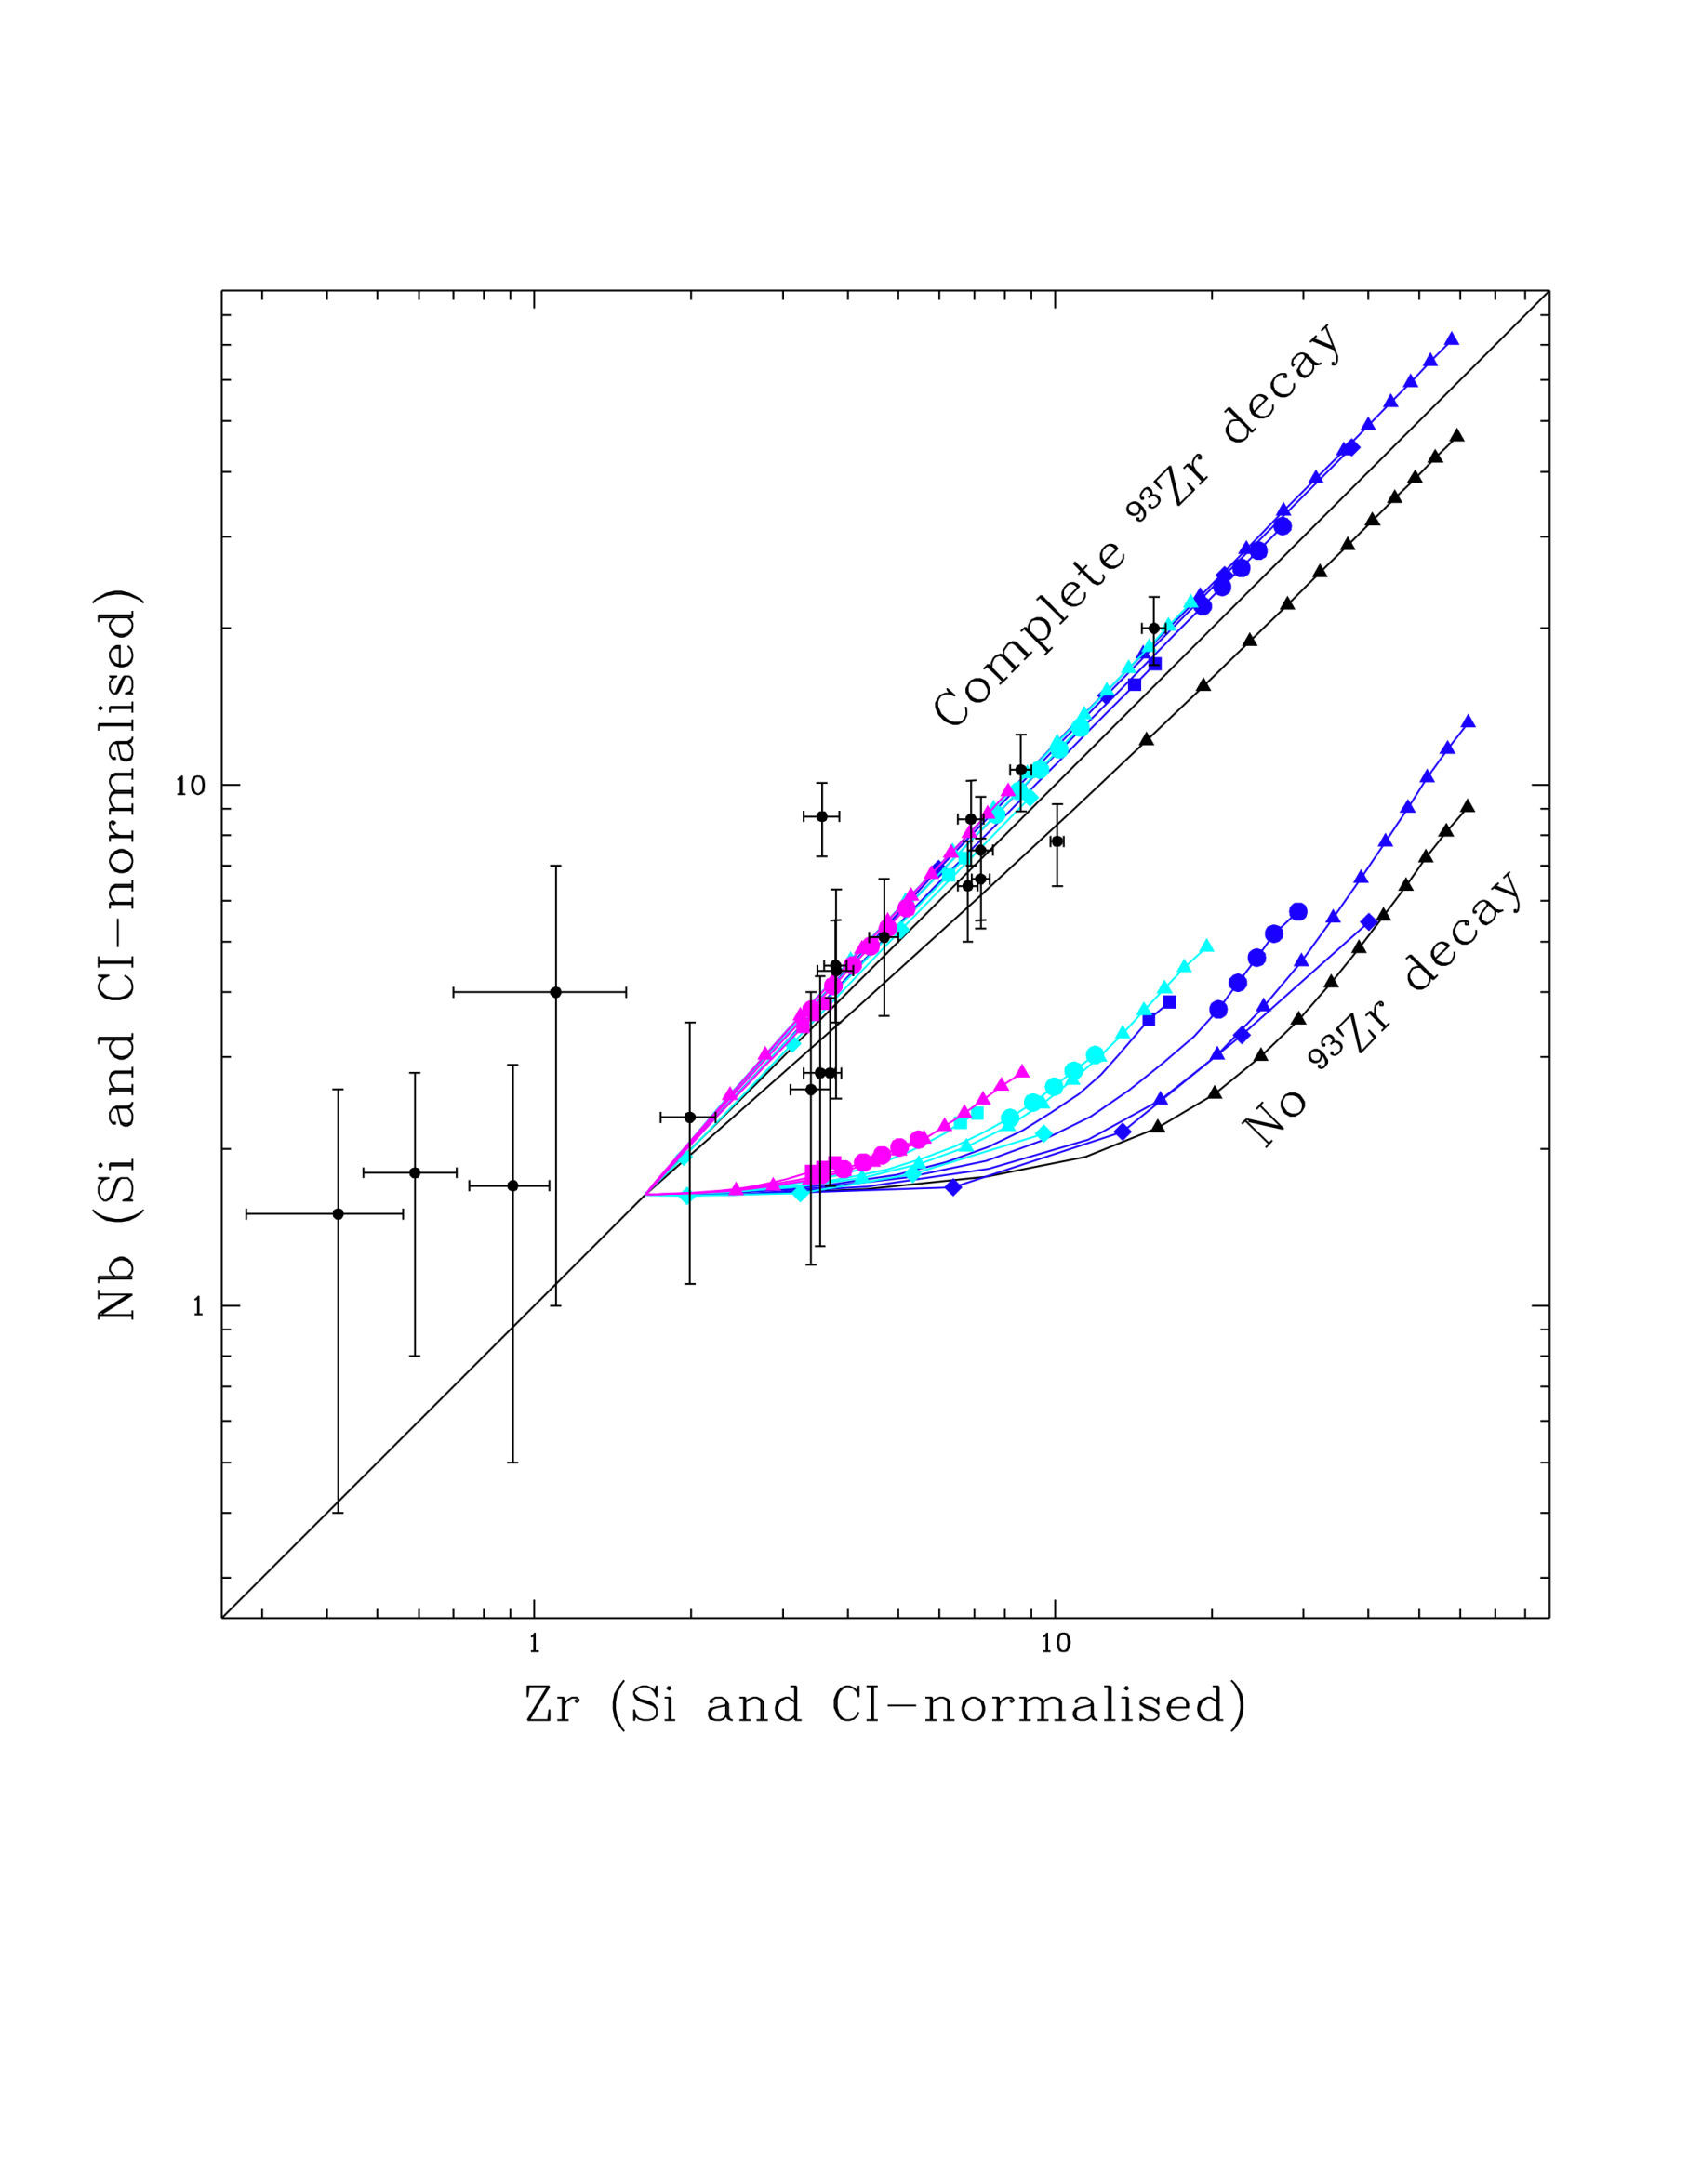 Complete ⁹³Zr decay
No ⁹³Zr decay
Nb (Si and CI-normalised)
10
1
1
10
Zr (Si and CI-normalised)